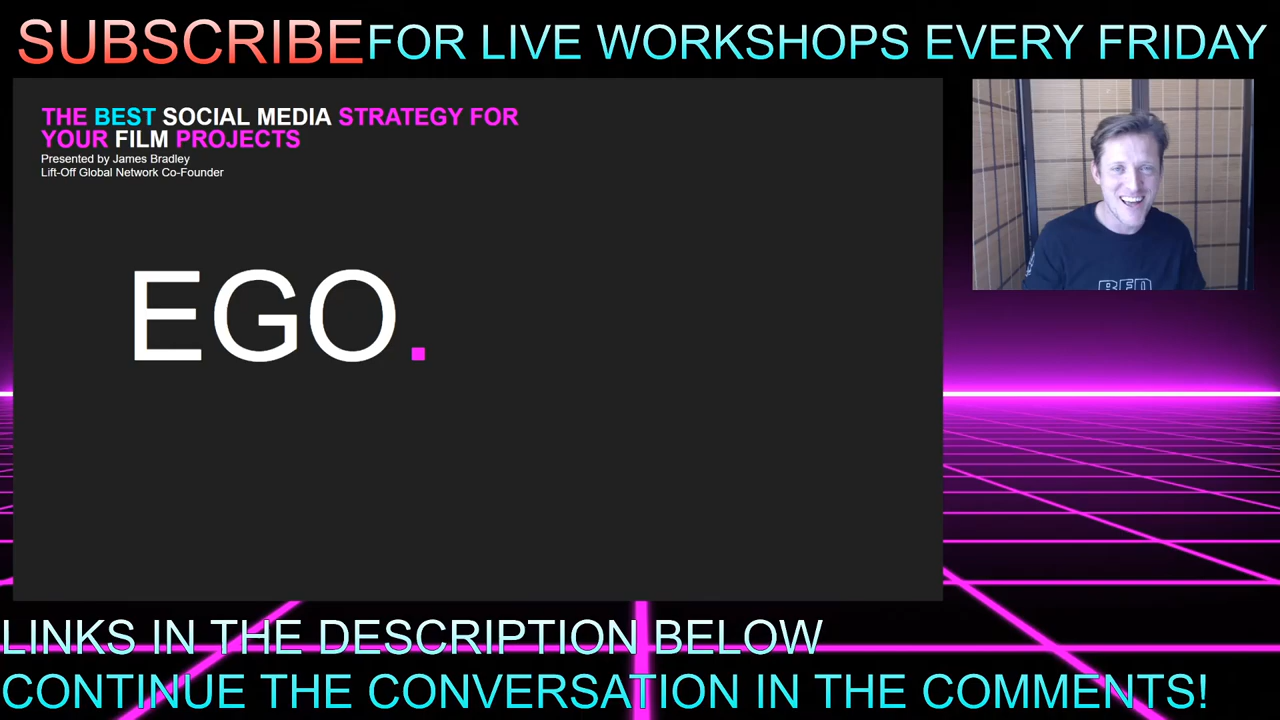 SUBSCRIBE FOR LIVE WORKSHOPS EVERY FRIDAY
THE BEST SOCIAL MEDIA STRATEGY FOR
YOUR FILM PROJECTS
Presented by James Bradley
Lift-Off Global Network Co-Founder
EGO.
LINKS IN THE DESCRIPTION BELOW
CONTINUE THE CONVERSATION IN THE COMMENTS!